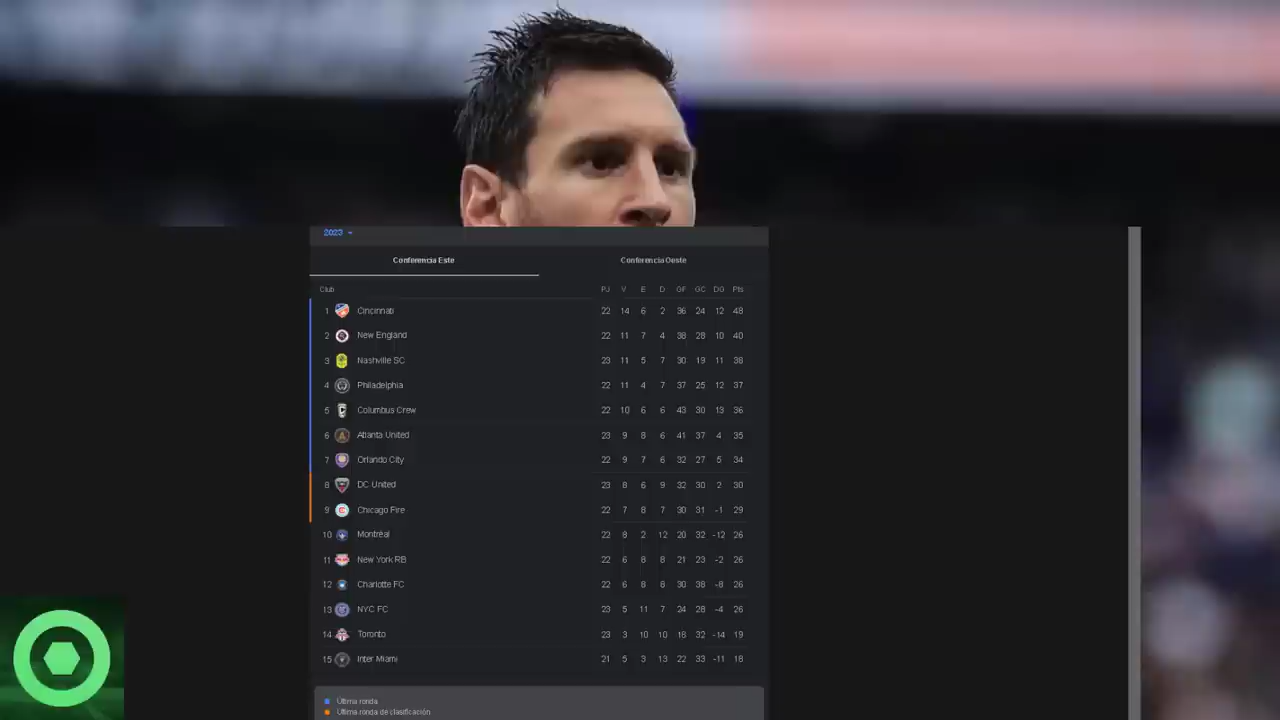 2023
Conferencia Este Conferencia Oeste
Club PJ V E D GF GC DG Pts
1 Cincinnati 22 14 6 2 36 24 12 48
2 New England 22 11 7 4 38 28 10 40
3 Nashville SC 23 11 5 7 30 19 11 38
4 Philadelphia 22 11 4 7 37 25 12 37
5 Columbus Crew 22 10 6 6 43 30 13 36
6 Atlanta United 23 9 8 6 41 37 4 35
7 Orlando City 22 9 7 6 32 27 5 34
8 DC United 23 8 6 9 32 30 2 30
9 Chicago Fire 22 7 8 7 30 31 -1 29
10 Montréal 22 8 2 12 20 32 -12 26
11 New York RB 22 6 8 8 21 23 -2 26
12 Charlotte FC 22 6 8 8 30 38 -8 26
13 NYC FC 23 5 11 7 24 28 -4 26
14 Toronto 23 3 10 10 18 32 -14 19
15 Inter Miami 21 5 3 13 22 33 -11 18
Última ronda
Última ronda de clasificación